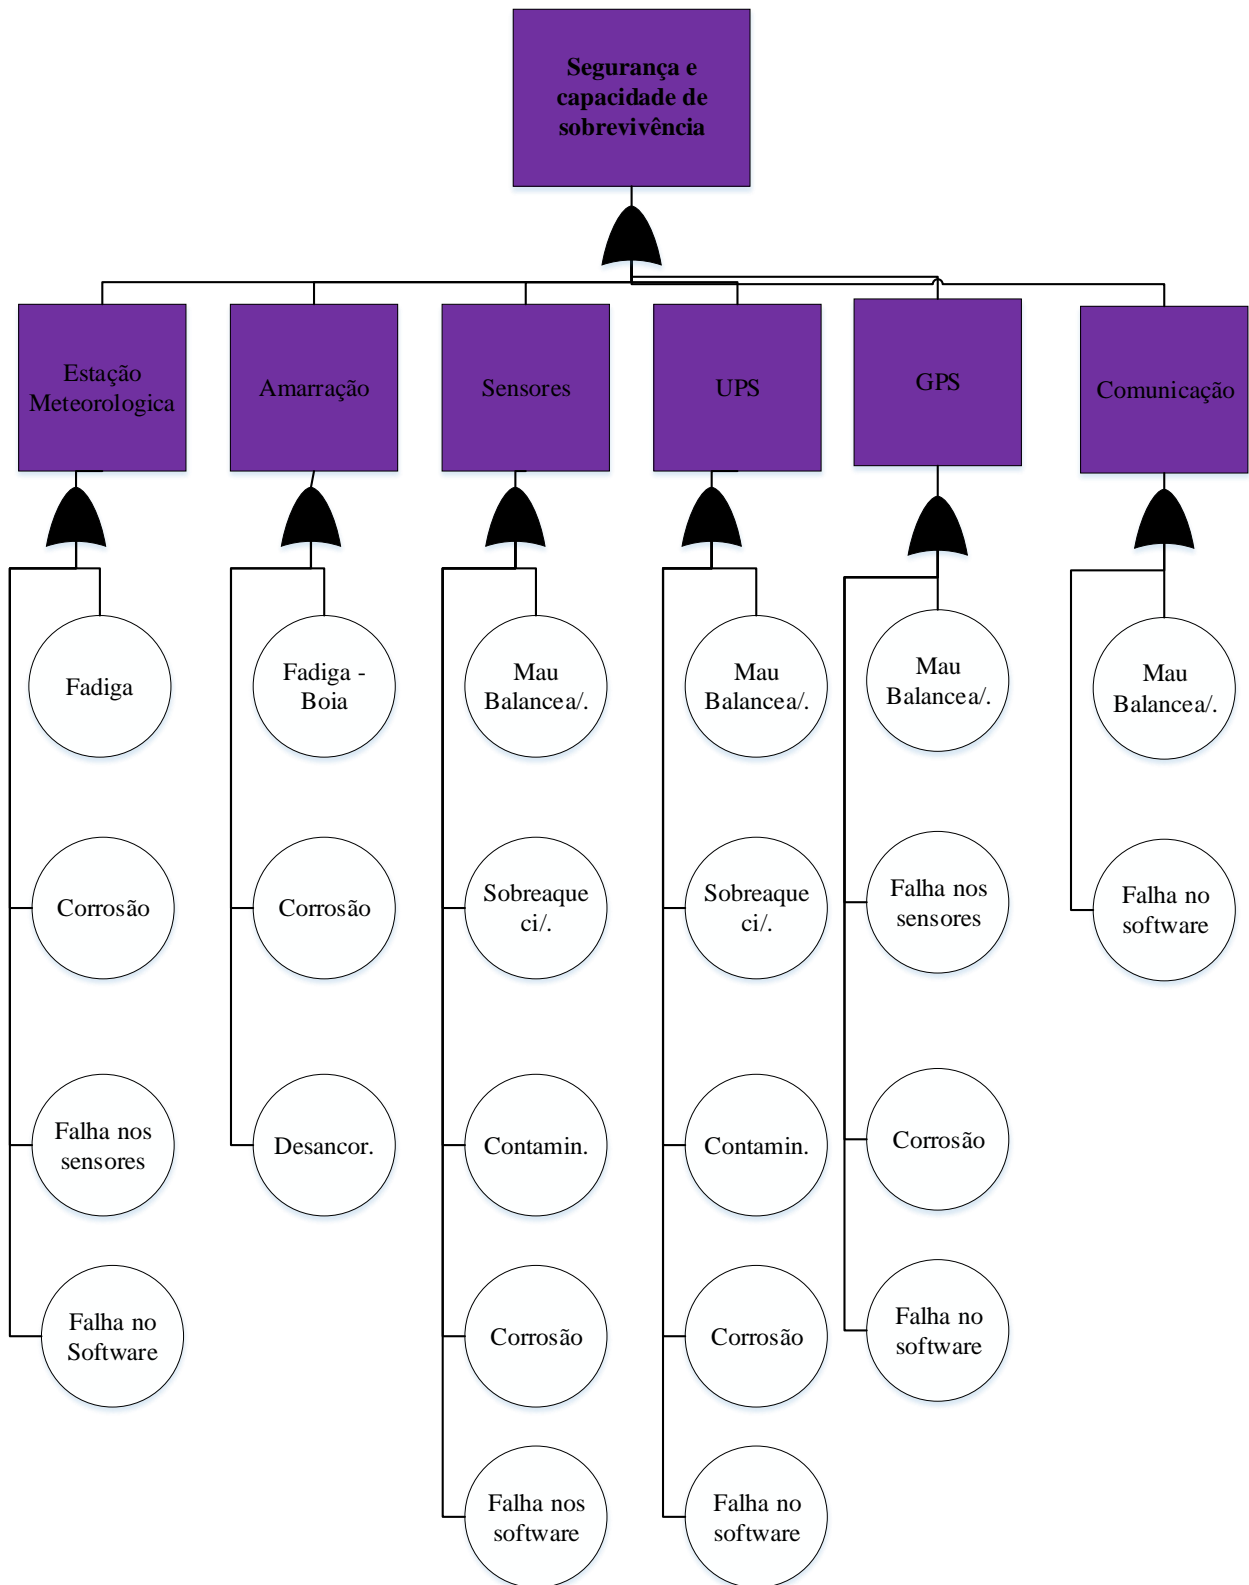 Segurança e
capacidade de
sobrevivência
Estação
Meteorologica
Amarração
Sensores
UPS
GPS
Comunicação
Fadiga
Fadiga -
Boia
Mau
Balancea/.
Mau
Balancea/.
Mau
Balancea/.
Mau
Balancea/.
Corrosão
Corrosão
Sobreaque
ci/.
Sobreaque
ci/.
Falha nos
sensores
Falha no
software
Falha nos
sensores
Desancor.
Contamin.
Contamin.
Corrosão
Falha no
Software
Corrosão
Corrosão
Falha no
software
Falha nos
software
Falha no
software